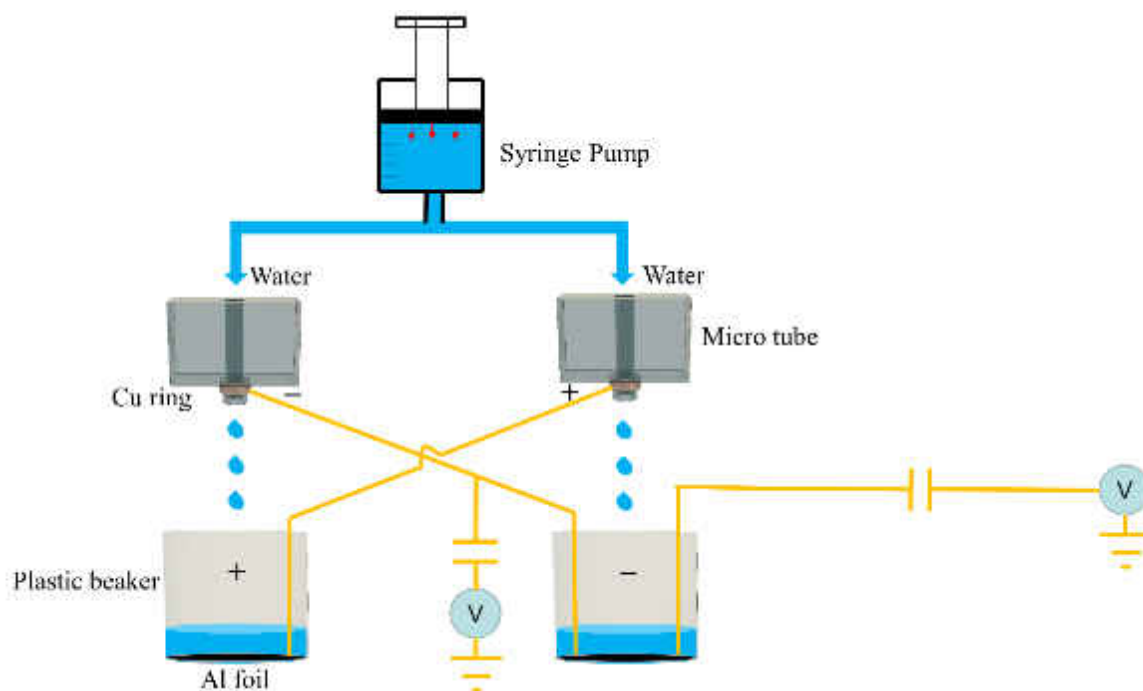 Syringe Pump
Water
Water
Micro tube
Cu ring
−
+
V
Plastic beaker
+
−
V
Al foil